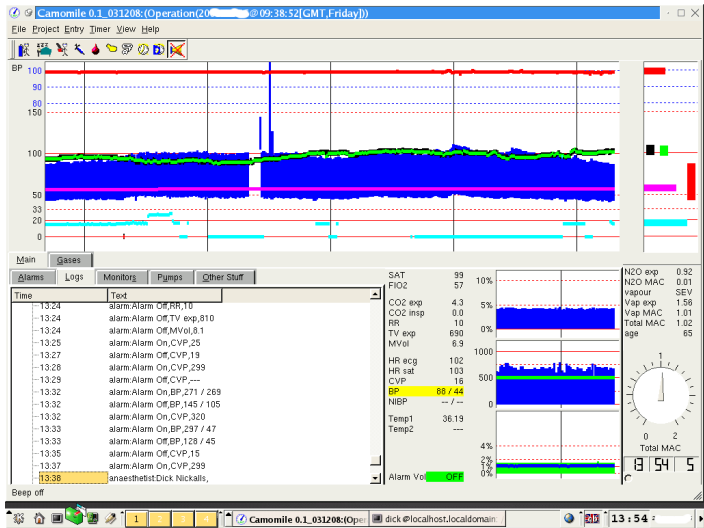 Camomile 0.1_031208:(Operation(20 @09:38:52[GMT,Friday]))
File Project Entry Timer View Help
BP 100
90
80
150
100
50
33
20
0
Main Gases
Alarms Logs Monitors Pumps Other Stuff
Time Text
13:24 alarm:Alarm Off,RR,10
13:24 alarm:Alarm Off,TV exp,810
13:24 alarm:Alarm Off,MVol,8.1
13:25 alarm:Alarm On,CVP,25
13:27 alarm:Alarm Off,CVP,19
13:28 alarm:Alarm On,CVP,299
13:29 alarm:Alarm Off,CVP,---
13:32 alarm:Alarm On,BP,271 / 269
13:32 alarm:Alarm Off,BP,145 / 105
13:32 alarm:Alarm On,CVP,320
13:33 alarm:Alarm On,BP,297 / 47
13:33 alarm:Alarm Off,BP,128 / 45
13:35 alarm:Alarm Off,CVP,15
13:37 alarm:Alarm On,CVP,299
13:38 anaesthetist:Dick Nickalls,
SAT 99
FIO2 57
CO2 exp 4.3
CO2 insp 0.0
RR 10
TV exp 690
MVol 6.9
HR ecg 102
HR sat 103
CVP 16
BP 88 / 44
NIBP -- / --
Temp1 36.19
Temp2 ---
Alarm Vol OFF
10%
5%
0%
1000
500
0
4%
2%
1%
0%
N2O exp 0.92
N2O MAC 0.01
vapour SEV
Vap exp 1.56
Vap MAC 1.01
Total MAC 1.02
age 65
1
0 2
Total MAC
13 54 5
Beep off
1 2 3 4
Camomile 0.1_031208:(Oper
dick@localhost.localdomain:
13:54